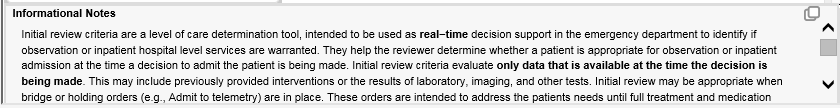 Informational Notes
Initial review criteria are a level of care determination tool, intended to be used as real–time decision support in the emergency department to identify if
observation or inpatient hospital level services are warranted. They help the reviewer determine whether a patient is appropriate for observation or inpatient
admission at the time a decision to admit the patient is being made. Initial review criteria evaluate only data that is available at the time the decision is
being made. This may include previously provided interventions or the results of laboratory, imaging, and other tests. Initial review may be appropriate when
bridge or holding orders (e.g., Admit to telemetry) are in place. These orders are intended to address the patients needs until full treatment and medication